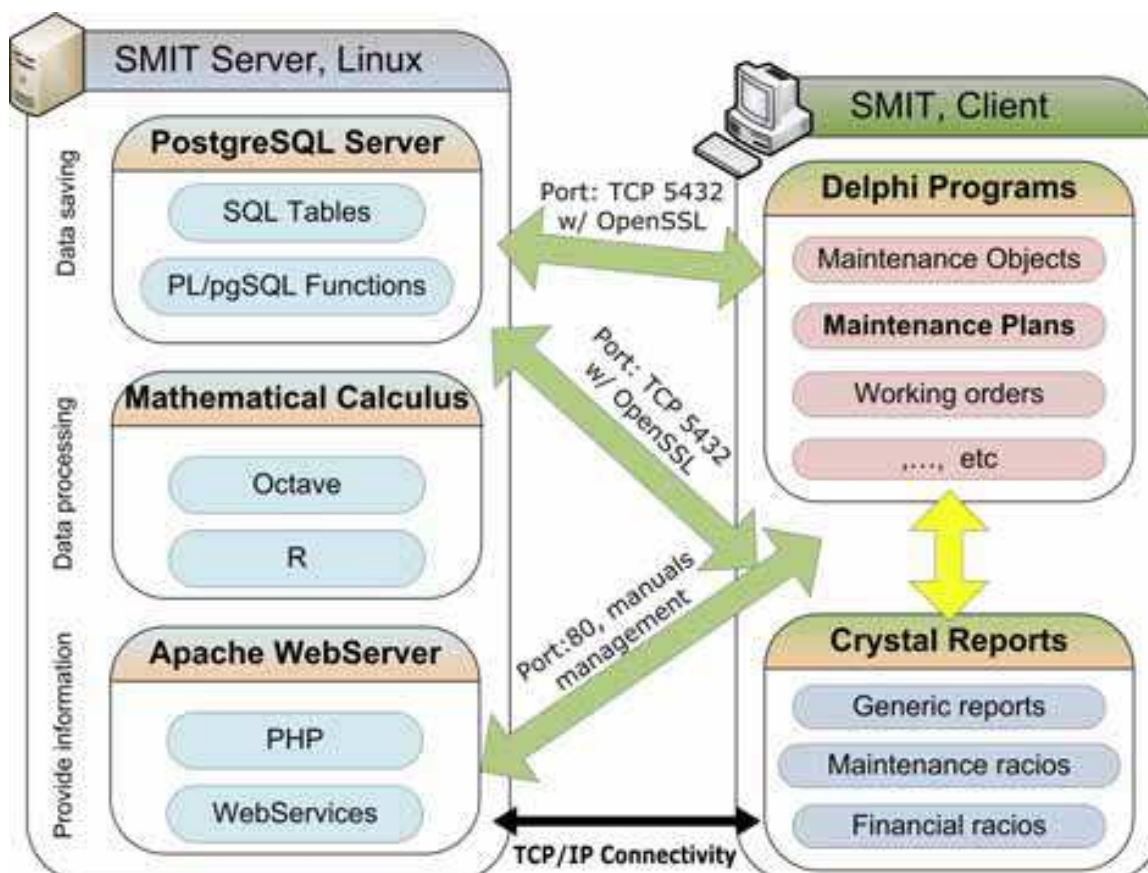 SMIT Server, Linux
Data saving
PostgreSQL Server
SQL Tables
PL/pgSQL Functions
Data processing
Mathematical Calculus
Octave
R
Provide information
Apache WebServer
PHP
WebServices
Port: TCP 5432
w/ OpenSSL
Port: TCP 5432
w/ OpenSSL
Port:80, manuals
management
TCP/IP Connectivity
SMIT, Client
Delphi Programs
Maintenance Objects
Maintenance Plans
Working orders
,..., etc
Crystal Reports
Generic reports
Maintenance racios
Financial racios